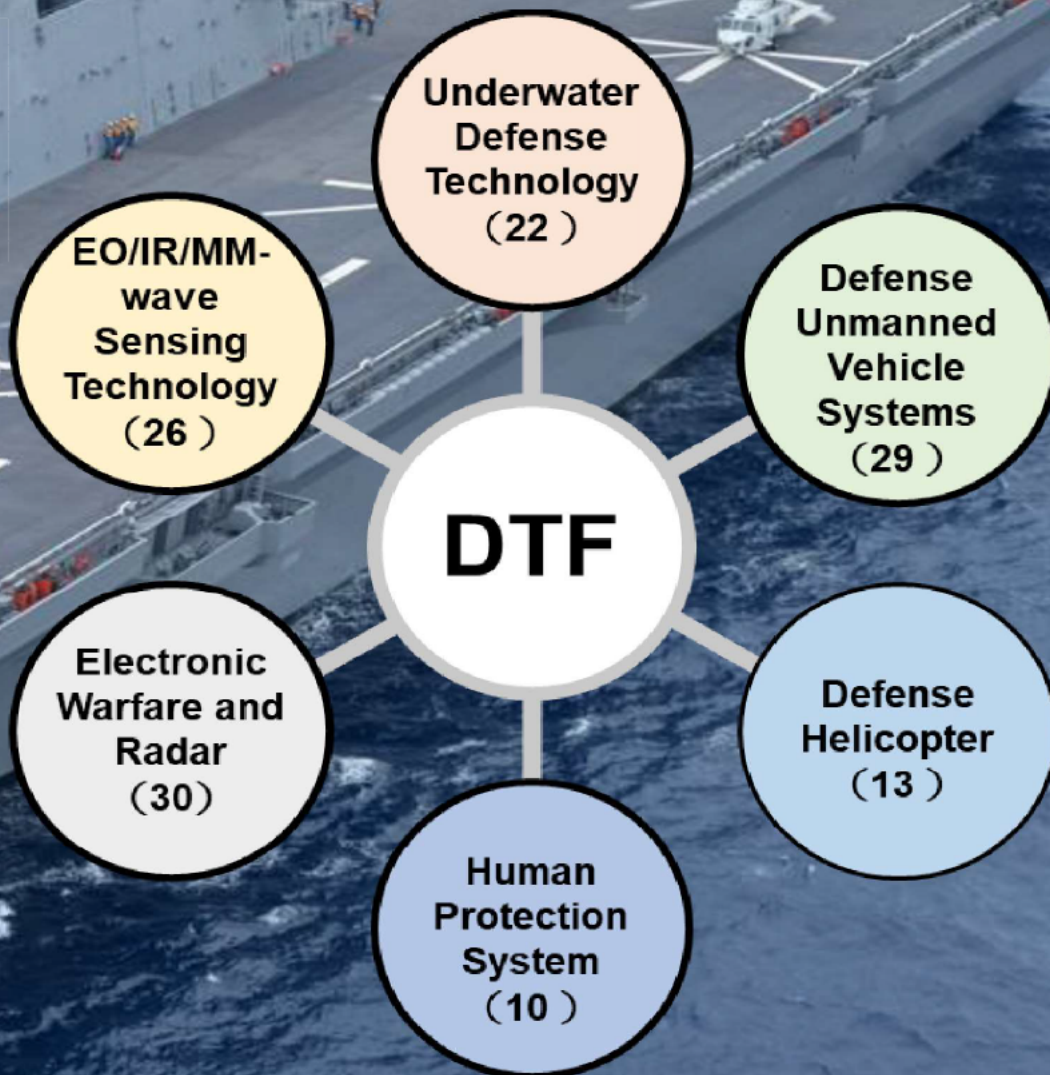 Underwater
Defense
Technology
（22 ）
EO/IR/MM-
wave
Sensing
Technology
（26 ）
Defense
Unmanned
Vehicle
Systems
（29 ）
DTF
Electronic
Warfare and
Radar
（30）
Defense
Helicopter
（13 ）
Human
Protection
System
（10 ）